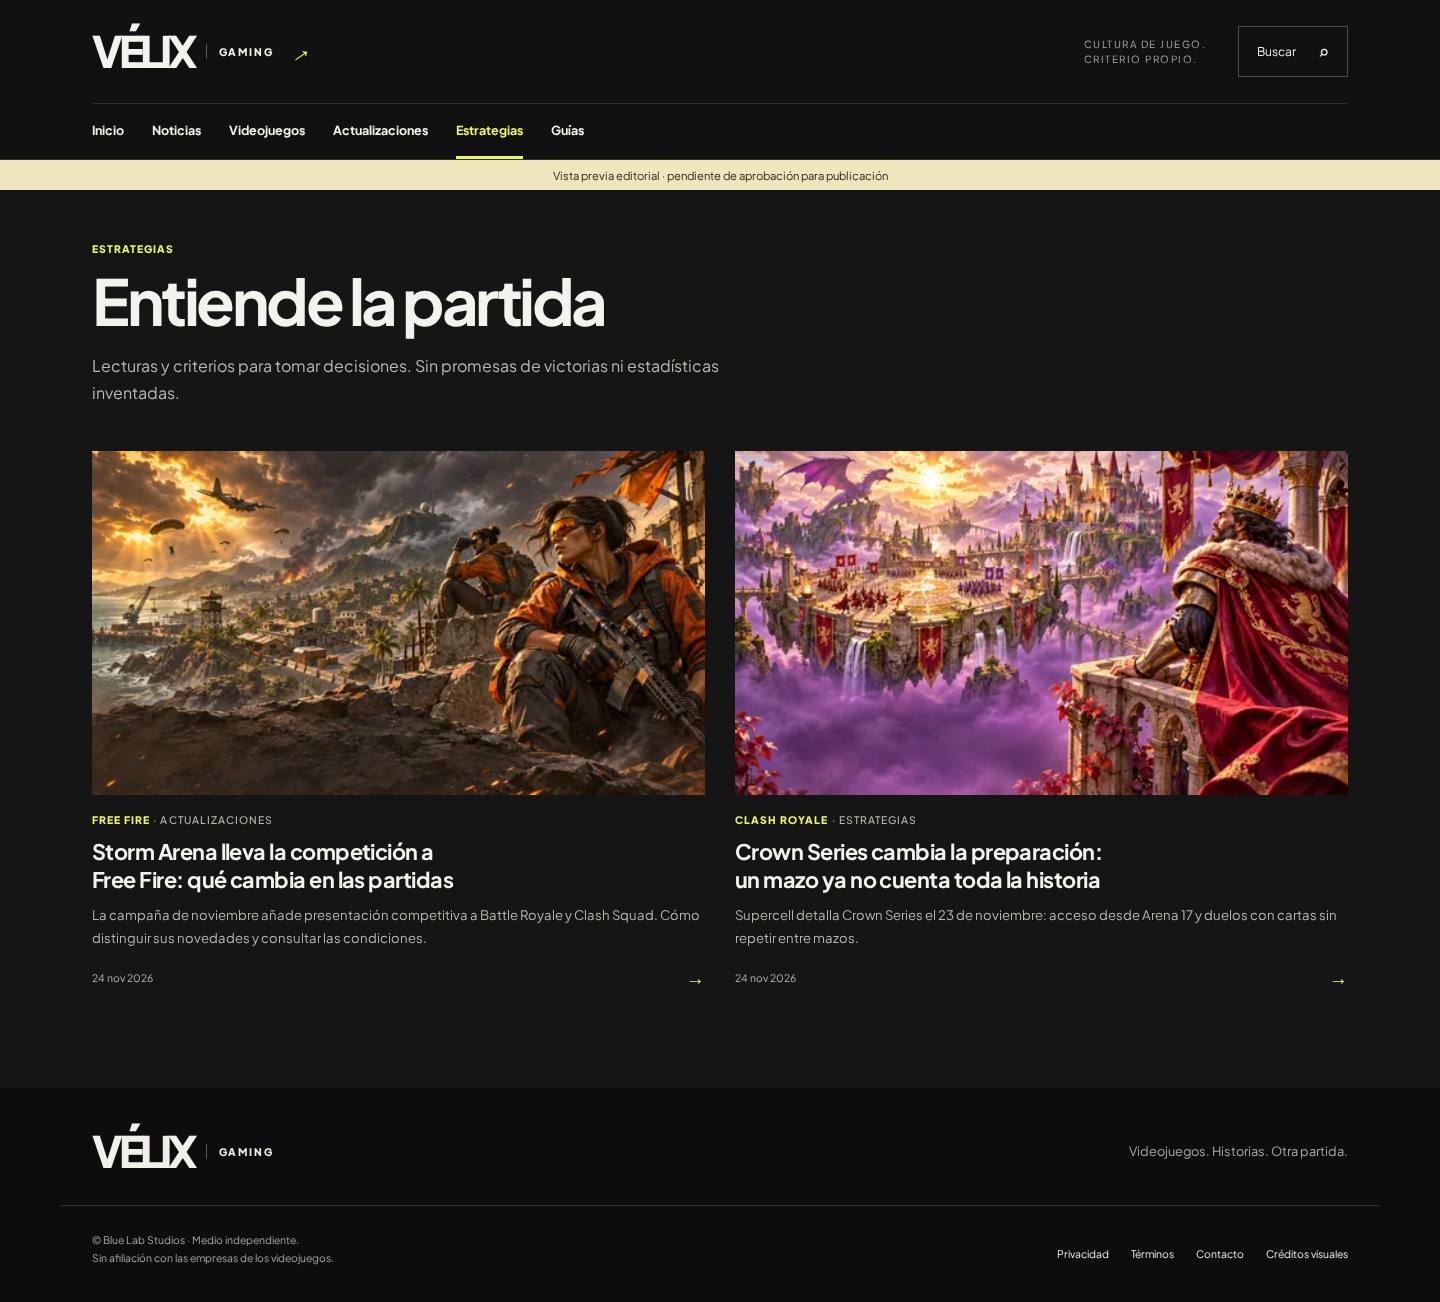 VÉLIX GAMING →
CULTURA DE JUEGO.
CRITERIO PROPIO.
Buscar ⌕
Inicio Noticias Videojuegos Actualizaciones Estrategias Guías
Vista previa editorial · pendiente de aprobación para publicación
ESTRATEGIAS
Entiende la partida
Lecturas y criterios para tomar decisiones. Sin promesas de victorias ni estadísticas
inventadas.
FREE FIRE · ACTUALIZACIONES
Storm Arena lleva la competición a
Free Fire: qué cambia en las partidas
La campaña de noviembre añade presentación competitiva a Battle Royale y Clash Squad. Cómo
distinguir sus novedades y consultar las condiciones.
24 nov 2026 →
CLASH ROYALE · ESTRATEGIAS
Crown Series cambia la preparación:
un mazo ya no cuenta toda la historia
Supercell detalla Crown Series el 23 de noviembre: acceso desde Arena 17 y duelos con cartas sin
repetir entre mazos.
24 nov 2026 →
VÉLIX GAMING
Videojuegos. Historias. Otra partida.
© Blue Lab Studios · Medio independiente.
Sin afiliación con las empresas de los videojuegos.
Privacidad Términos Contacto Créditos visuales